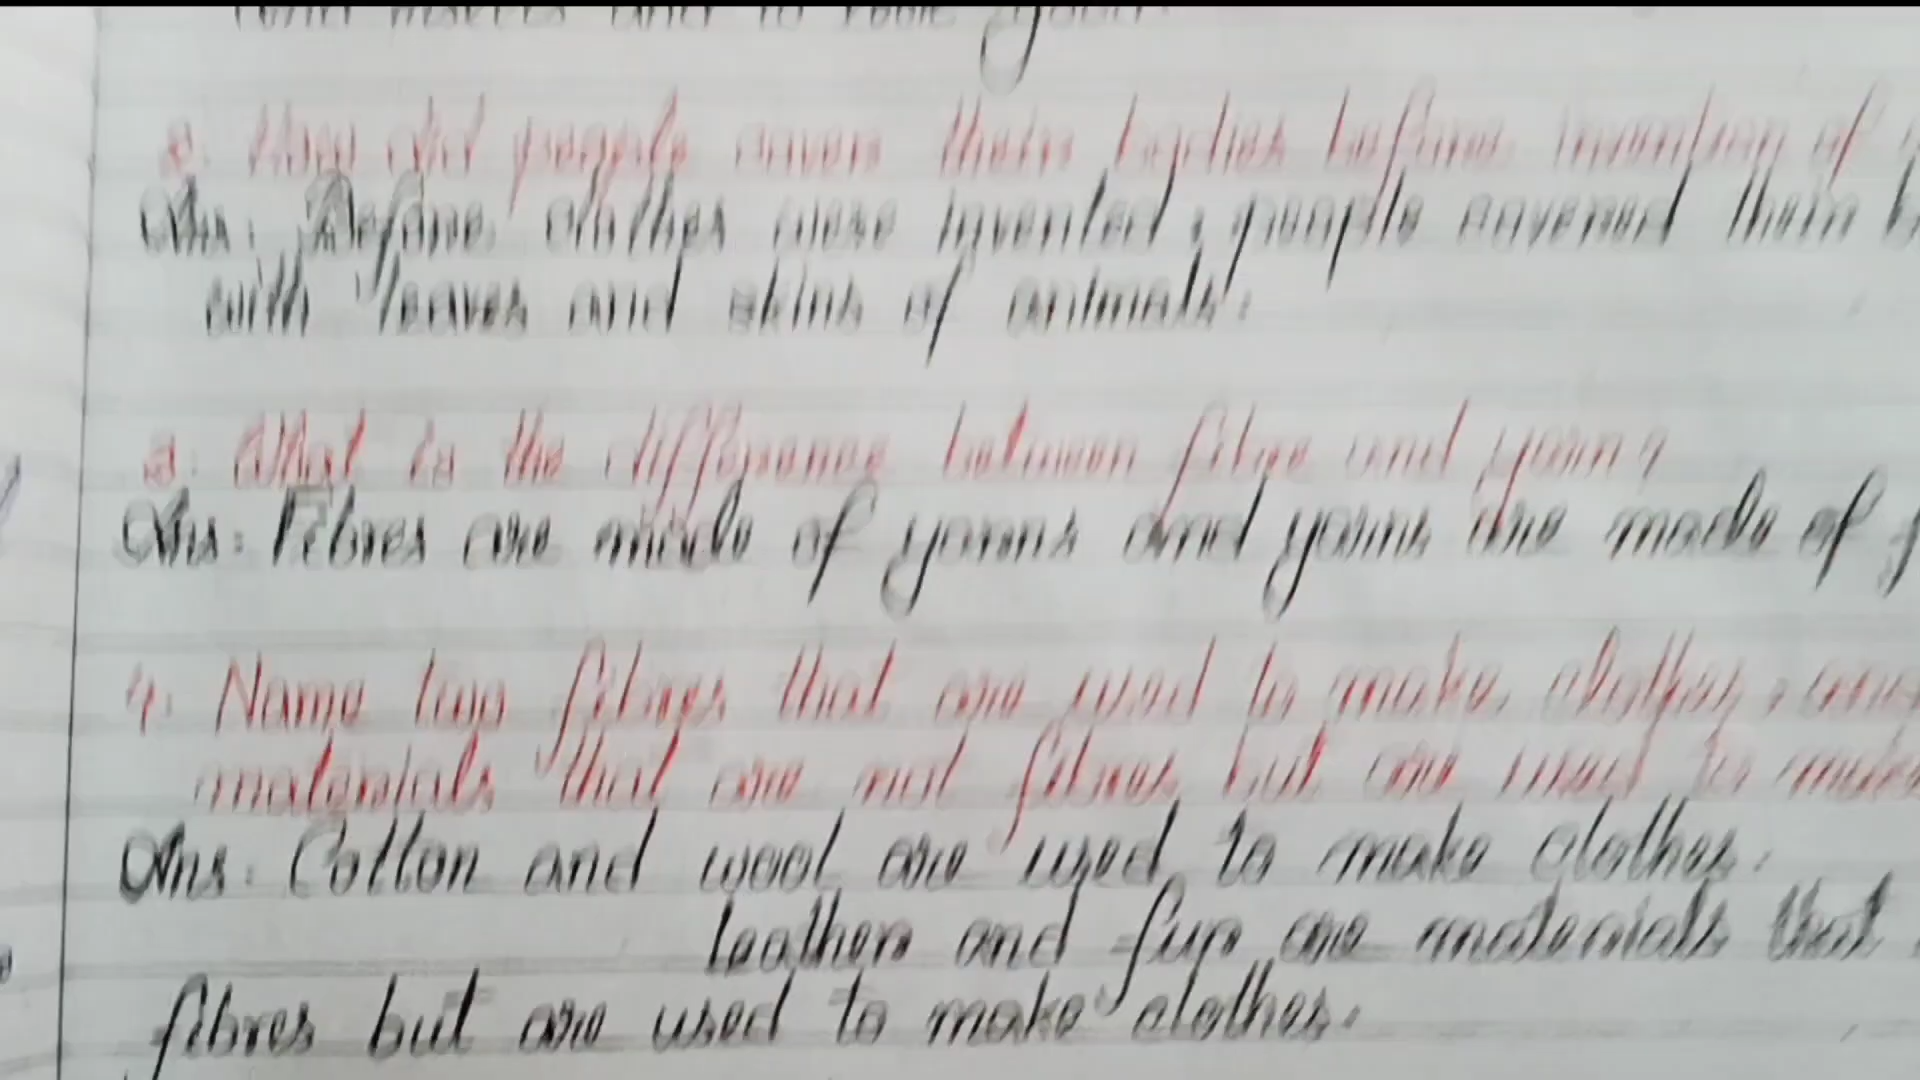 2. How did people cover their bodies before invention of
Ans: Before clothes were invented, people covered their
with leaves and skins of animals.
3. What is the difference between fibre and yarn?
Ans: Fibres are made of yarns and yarns are made of
4. Name two fibres that are used to make clothes,
materials that are not fibres but are used to make
Ans: Cotton and wool are used to make clothes.
Leather and fur are materials that
fibres but are used to make clothes.